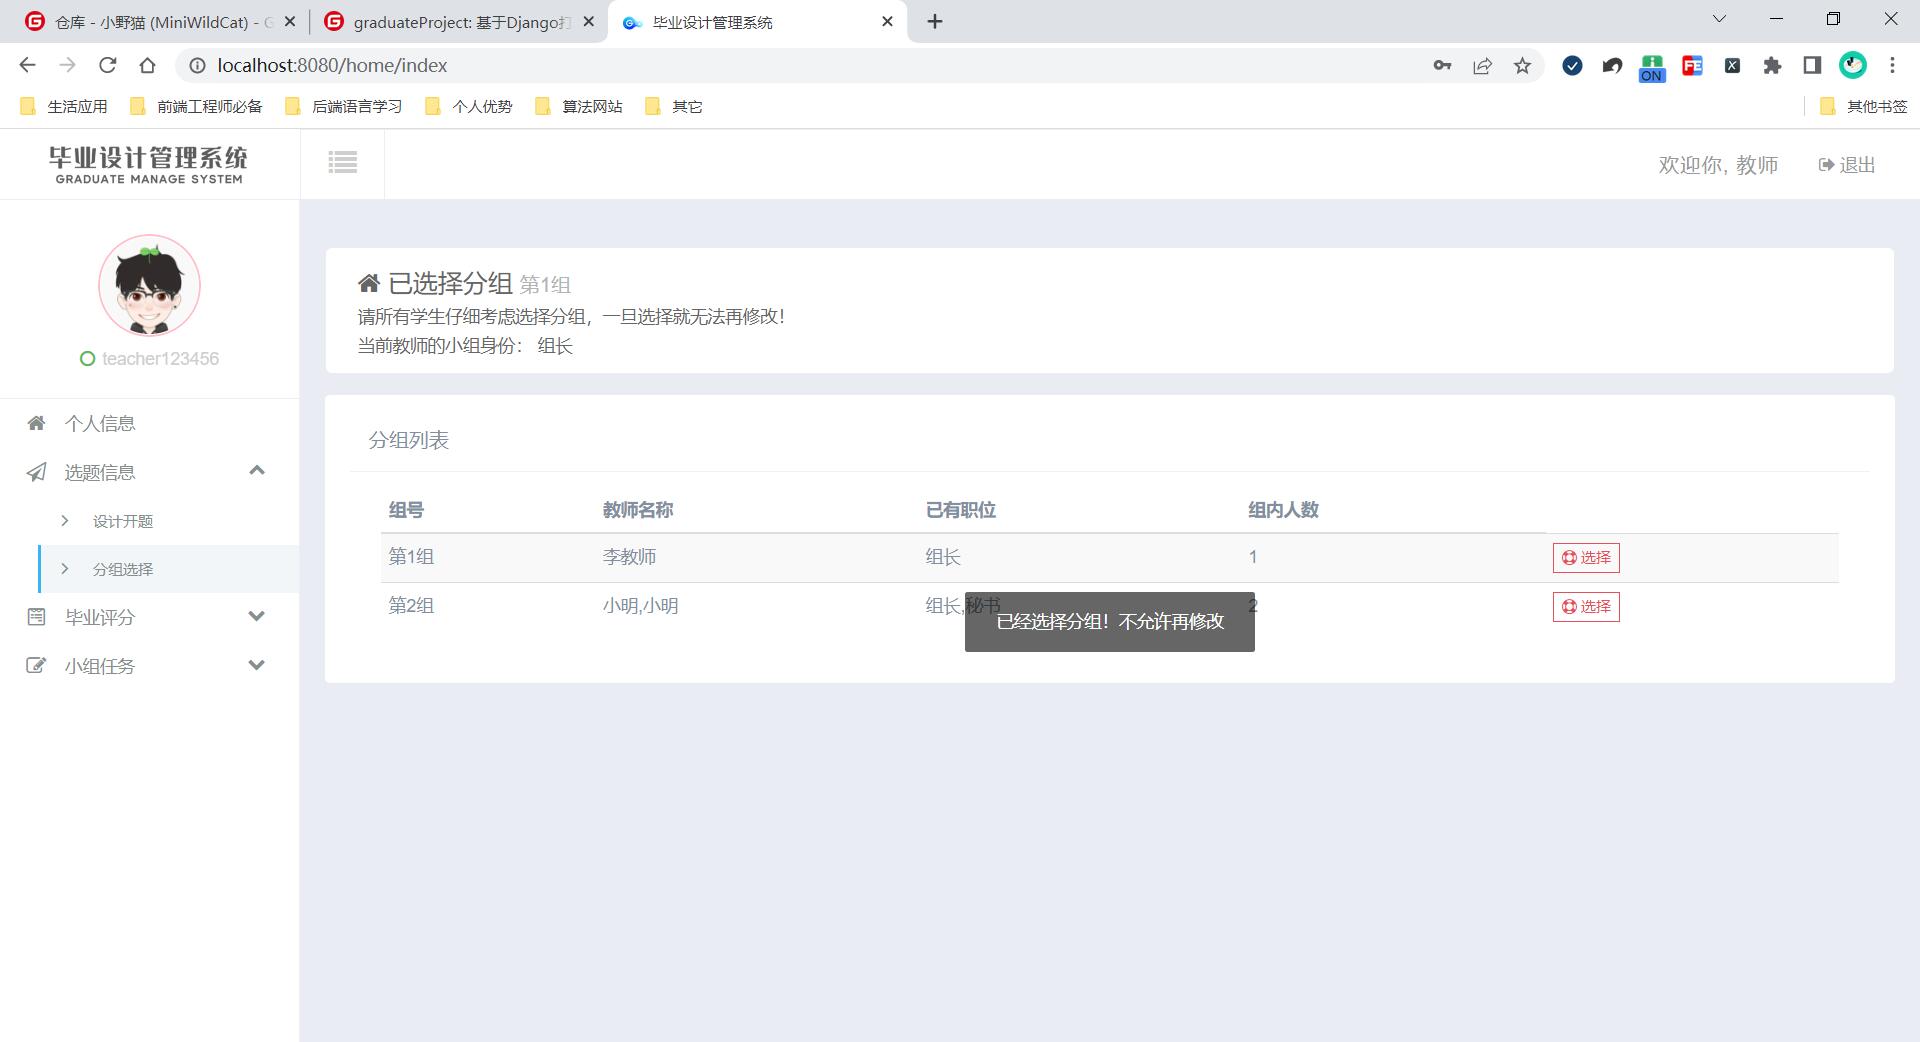 仓库 - 小野猫 (MiniWildCat) - G
graduateProject: 基于Django打
毕业设计管理系统
localhost:8080/home/index
ON
FE
X
生活应用
前端工程师必备
后端语言学习
个人优势
算法网站
其它
其他书签
毕业设计管理系统
GRADUATE MANAGE SYSTEM
欢迎你, 教师
退出
teacher123456
个人信息
选题信息
设计开题
分组选择
毕业评分
小组任务
已选择分组 第1组
请所有学生仔细考虑选择分组，一旦选择就无法再修改！
当前教师的小组身份： 组长
分组列表
组号 教师名称 已有职位 组内人数
第1组 李教师 组长 1 选择
第2组 小明,小明 组长,秘书 2 选择
已经选择分组！不允许再修改